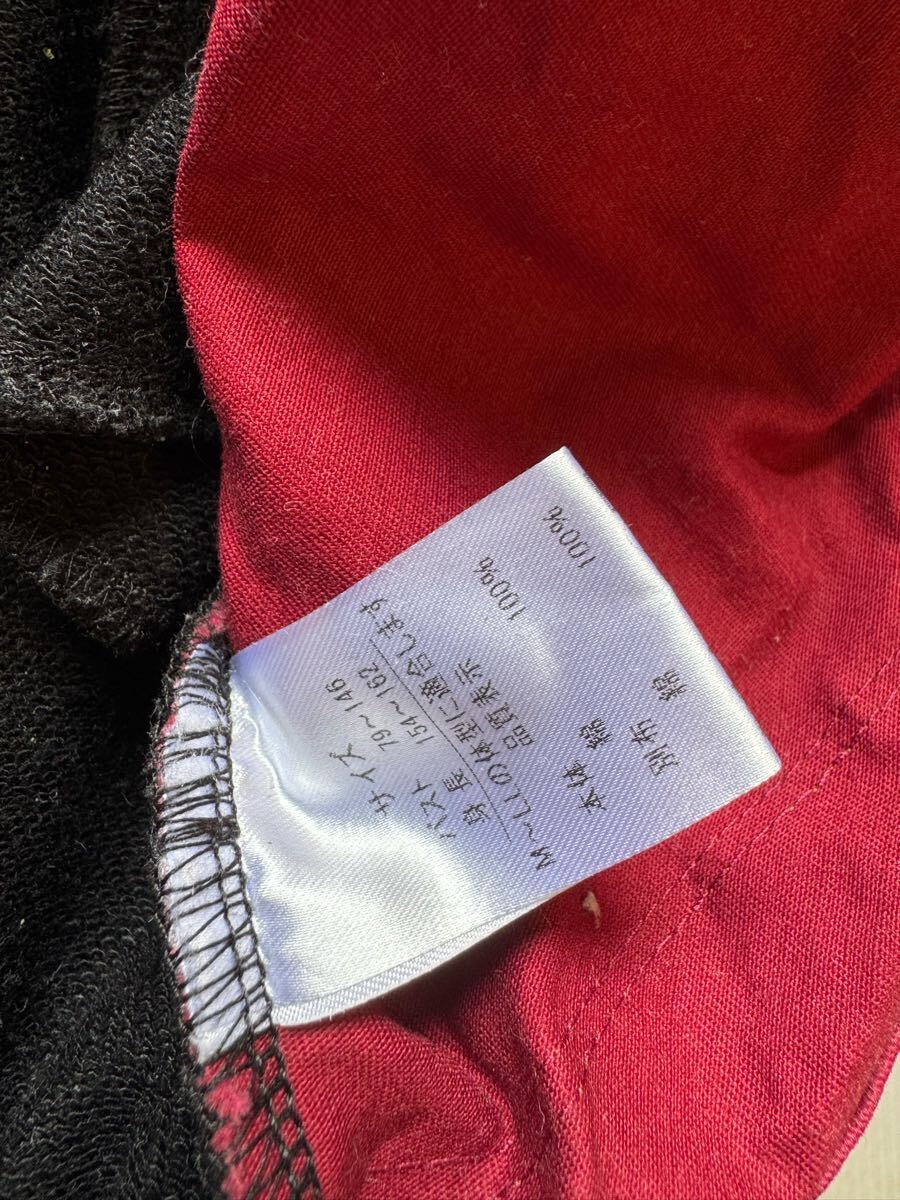 サイズ
バスト 79~146
身長 154~162
M~LLの体型に適合します
品質表示
本体 綿 100%
別布 綿 100%